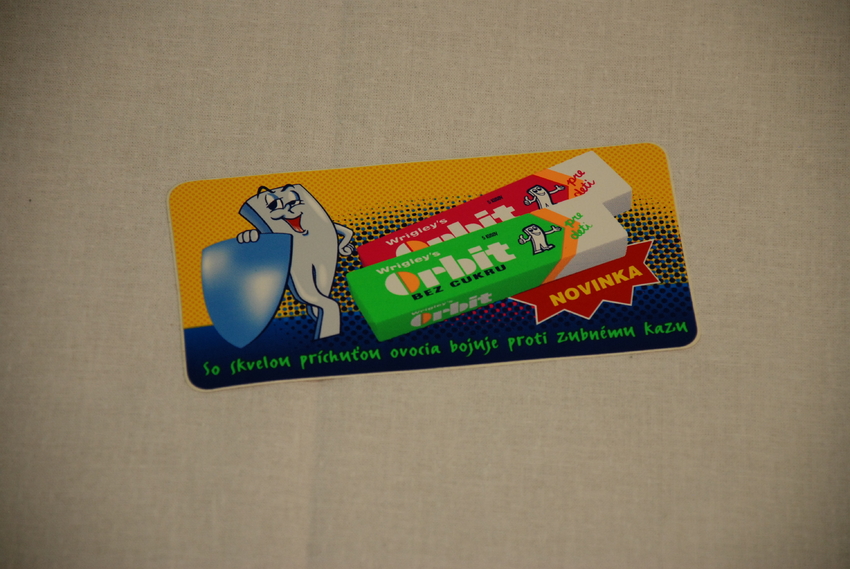 Wrigley's
Orbit
pre
deti
Wrigley's
Orbit
BEZ CUKRU
pre
deti
Wrigley's
Orbit
NOVINKA
So skvelou príchuťou ovocia bojuje proti zubnému kazu